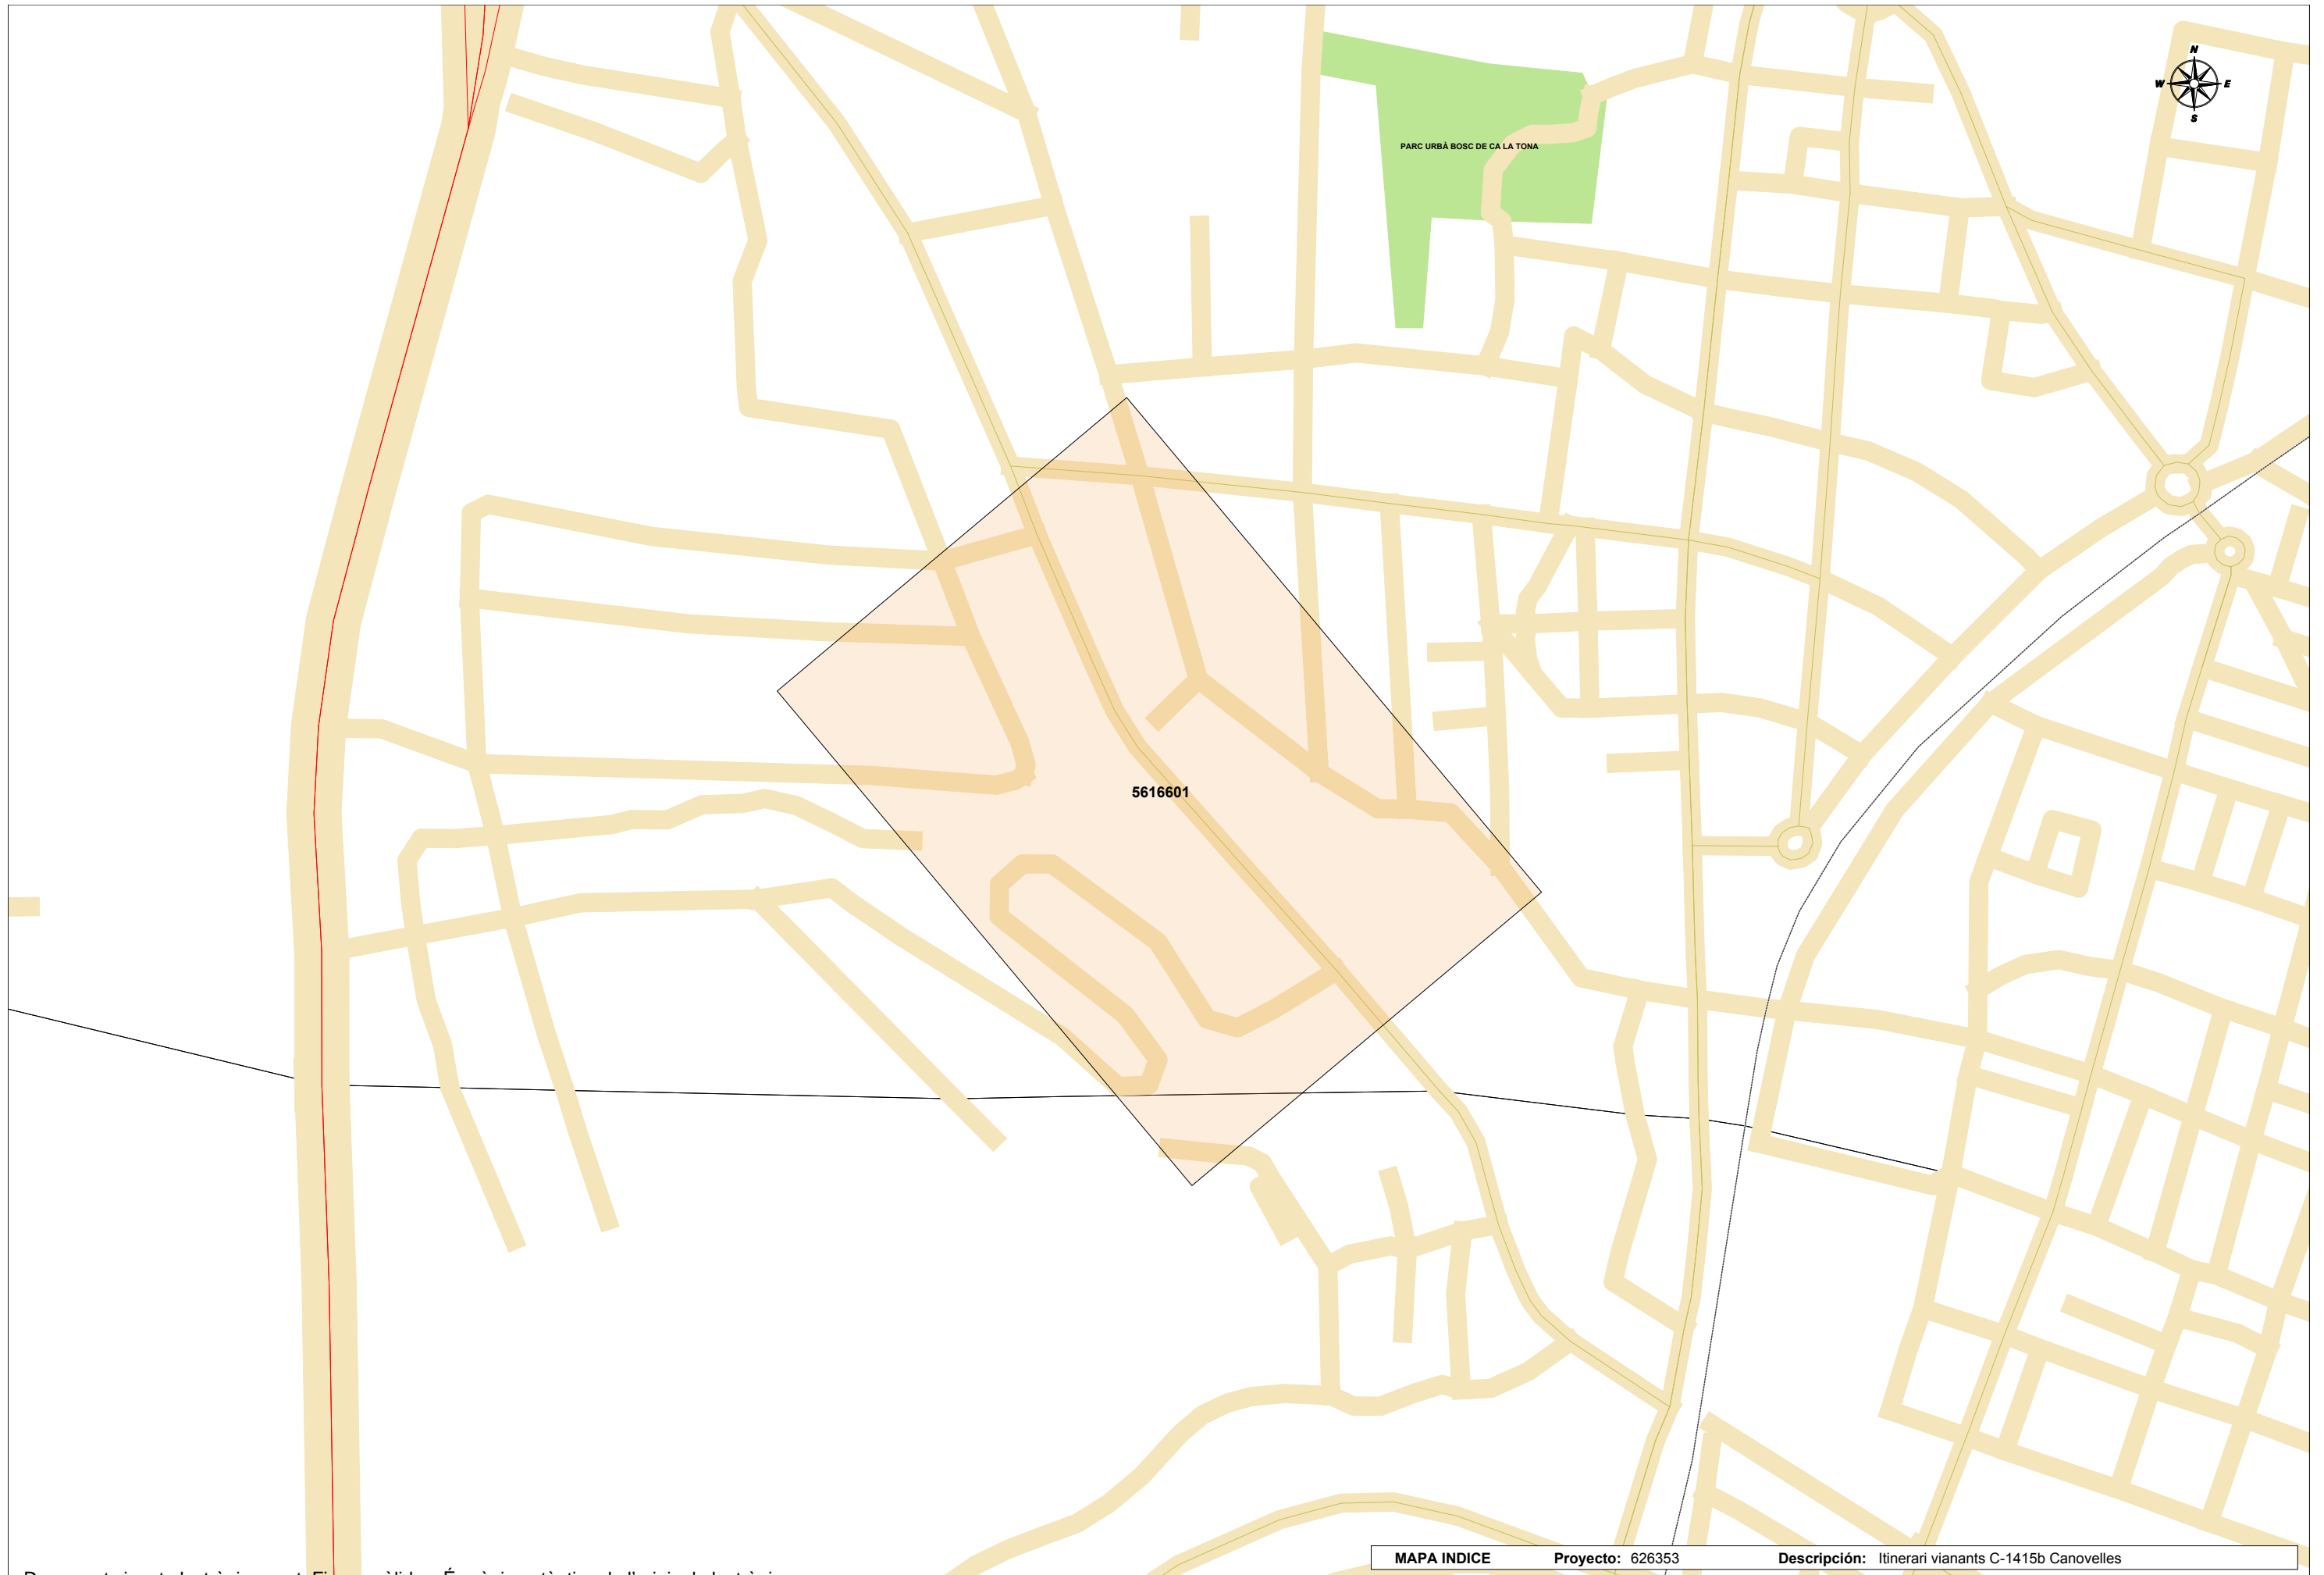 N
W E
S
PARC URBÀ BOSC DE CA LA TONA
5616601
MAPA INDICE Proyecto: 626353 Descripción: Itinerari vianants C-1415b Canovelles